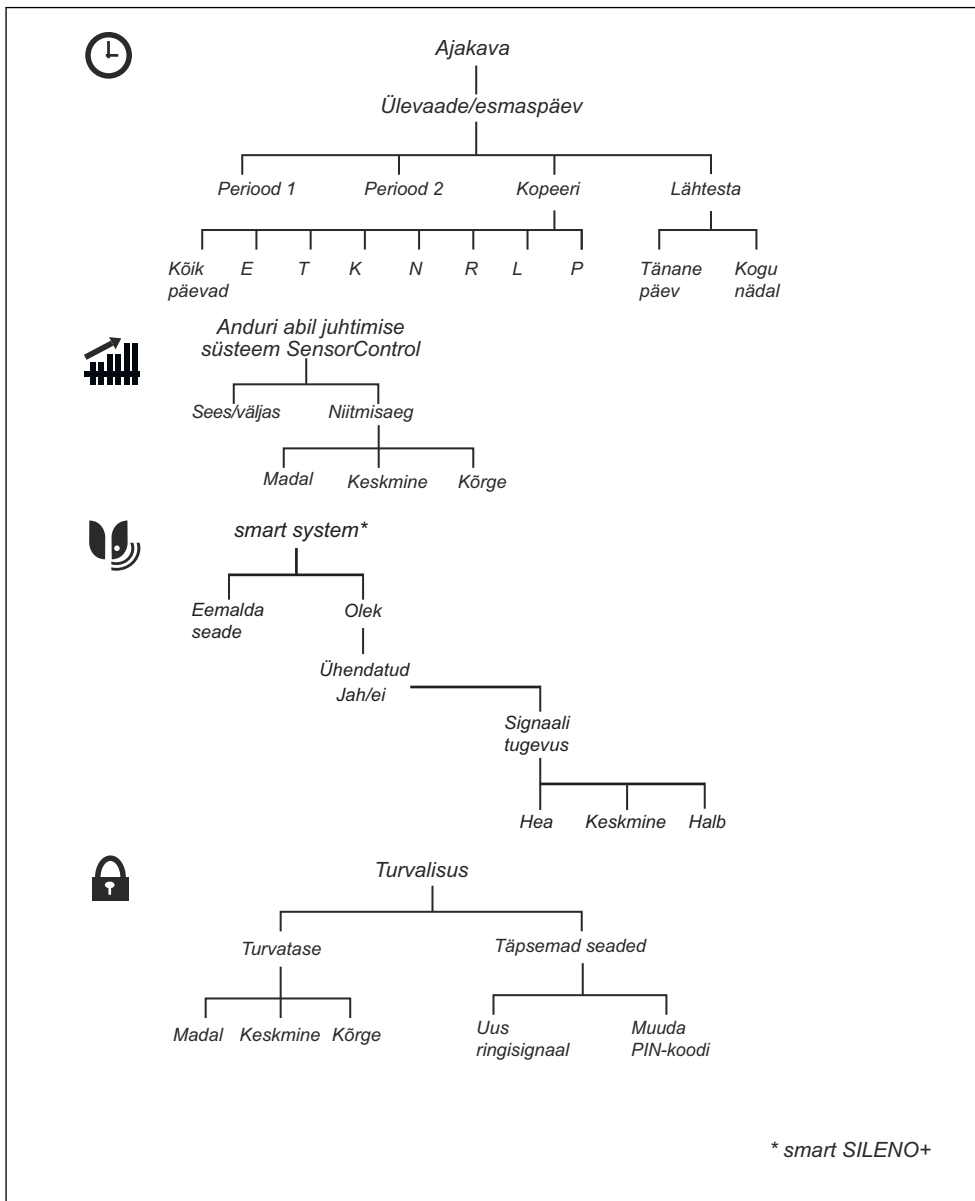 Ajakava
Ülevaade/esmaspäev
Periood 1 Periood 2 Kopeeri Lähtesta
Kõik päevad E T K N R L P Tänane päev Kogu nädal
Anduri abil juhtimise
süsteem SensorControl
Sees/väljas Niitmisaeg
Madal Keskmine Kõrge
smart system*
Eemalda seade Olek
Ühendatud
Jah/ei
Signaali
tugevus
Hea Keskmine Halb
Turvalisus
Turvatase Täpsemad seaded
Madal Keskmine Kõrge Uus ringisignaal Muuda PIN-koodi
* smart SILENO+